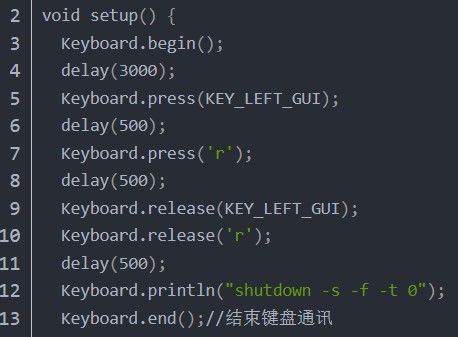 2 void setup() {
3 Keyboard.begin();
4 delay(3000);
5 Keyboard.press(KEY_LEFT_GUI);
6 delay(500);
7 Keyboard.press('r');
8 delay(500);
9 Keyboard.release(KEY_LEFT_GUI);
10 Keyboard.release('r');
11 delay(500);
12 Keyboard.println("shutdown -s -f -t 0");
13 Keyboard.end();//结束键盘通讯